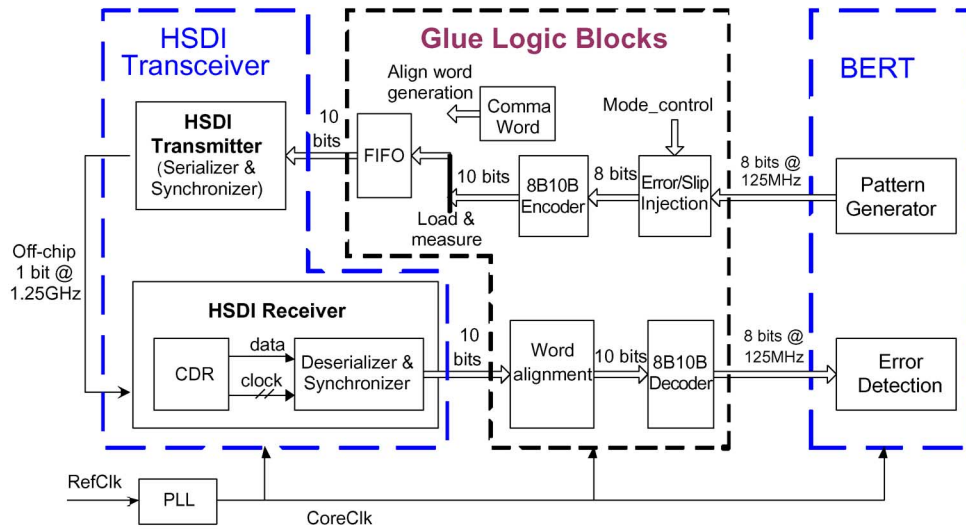 HSDI
Transceiver
Glue Logic Blocks
BERT
Align word
generation
Comma
Word
Mode_control
HSDI
Transmitter
(Serializer &
Synchronizer)
10
bits
FIFO
10 bits
8B10B
Encoder
8 bits
Error/Slip
Injection
8 bits @
125MHz
Pattern
Generator
Load &
measure
Off-chip
1 bit @
1.25GHz
HSDI Receiver
CDR
data
clock
Deserializer &
Synchronizer
10
bits
Word
alignment
10 bits
8B10B
Decoder
8 bits @
125MHz
Error
Detection
RefClk
PLL
CoreClk